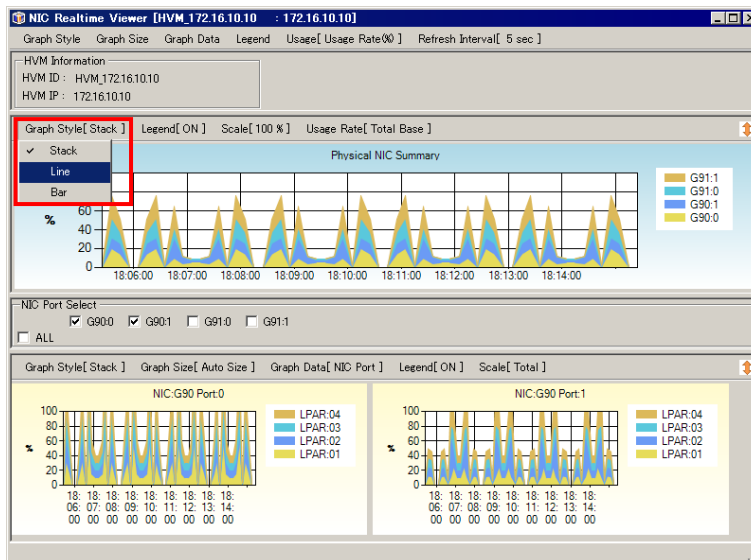 NIC Realtime Viewer [HVM_172.16.10.10 : 172.16.10.10]
Graph Style Graph Size Graph Data Legend Usage[ Usage Rate(%) ] Refresh Interval[ 5 sec ]
HVM Information
HVM ID : HVM_172.16.10.10
HVM IP : 172.16.10.10
Graph Style[ Stack ] Legend[ ON ] Scale[ 100 % ] Usage Rate[ Total Base ]
Stack
Line
Bar
Physical NIC Summary
%
60
40
20
0
18:06:00 18:07:00 18:08:00 18:09:00 18:10:00 18:11:00 18:12:00 18:13:00 18:14:00
G91:1
G91:0
G90:1
G90:0
NIC Port Select
G90:0 G90:1 G91:0 G91:1
ALL
Graph Style[ Stack ] Graph Size[ Auto Size ] Graph Data[ NIC Port ] Legend[ ON ] Scale[ Total ]
NIC:G90 Port:0
%
100
80
60
40
20
0
18: 18: 18: 18: 18: 18: 18: 18: 18:
06: 07: 08: 09: 10: 11: 12: 13: 14:
00 00 00 00 00 00 00 00 00
LPAR:04
LPAR:03
LPAR:02
LPAR:01
NIC:G90 Port:1
%
100
80
60
40
20
0
18: 18: 18: 18: 18: 18: 18: 18: 18:
06: 07: 08: 09: 10: 11: 12: 13: 14:
00 00 00 00 00 00 00 00 00
LPAR:04
LPAR:03
LPAR:02
LPAR:01